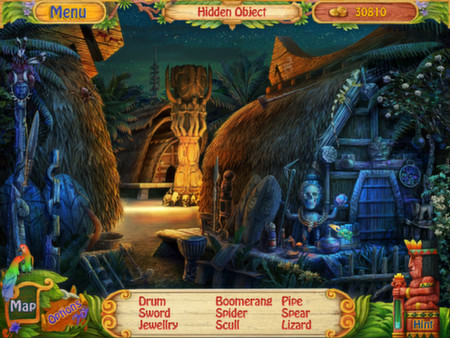 Menu
Hidden Object
30810
Drum Boomerang Pipe
Sword Spider Spear
Jewellry Scull Lizard
Map
Options
Hint